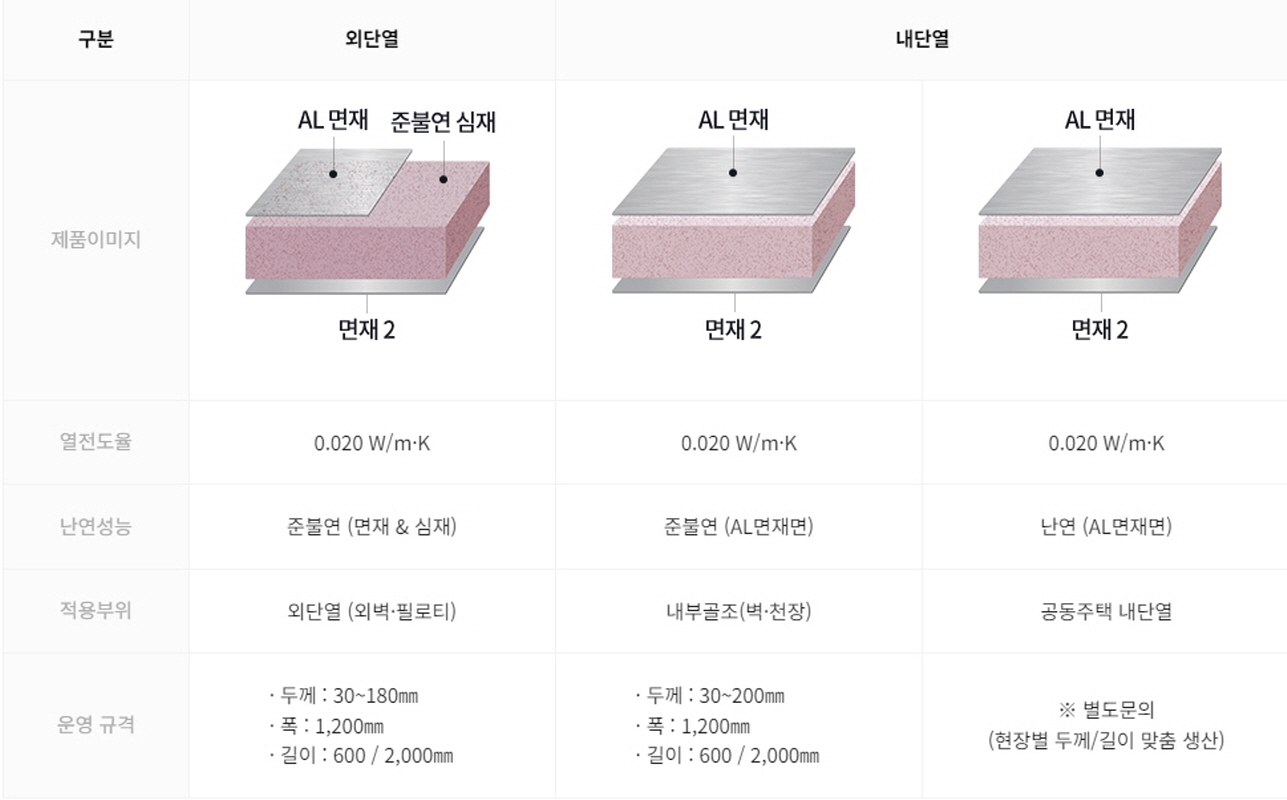 구분
외단열
내단열
제품이미지
AL 면재
준불연 심재
면재 2
AL 면재
면재 2
AL 면재
면재 2
열전도율
0.020 W/m·K
0.020 W/m·K
0.020 W/m·K
난연성능
준불연 (면재 & 심재)
준불연 (AL면재면)
난연 (AL면재면)
적용부위
외단열 (외벽·필로티)
내부골조(벽·천장)
공동주택 내단열
운영 규격
· 두께 : 30~180㎜
· 폭 : 1,200㎜
· 길이 : 600 / 2,000㎜
· 두께 : 30~200㎜
· 폭 : 1,200㎜
· 길이 : 600 / 2,000㎜
※ 별도문의
(현장별 두께/길이 맞춤 생산)